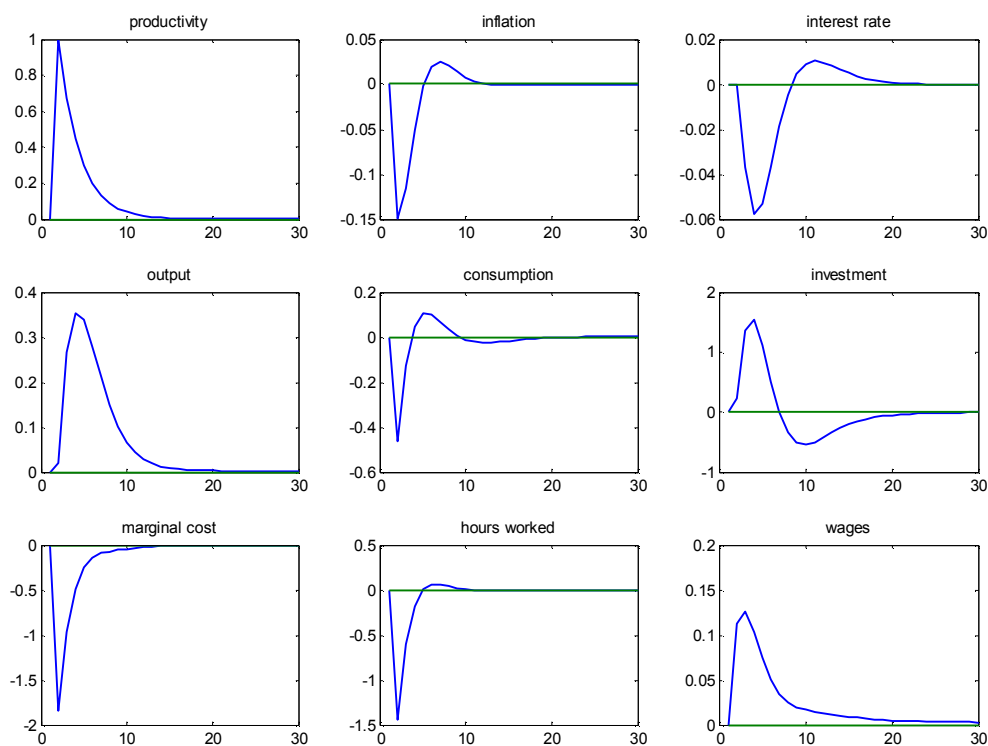 productivity
inflation
interest rate
1
0.8
0.6
0.4
0.2
0
0 10 20 30
0.05
0
-0.05
-0.1
-0.15
0 10 20 30
0.02
0
-0.02
-0.04
-0.06
0 10 20 30
output
consumption
investment
0.4
0.3
0.2
0.1
0
0 10 20 30
0.2
0
-0.2
-0.4
-0.6
0 10 20 30
2
1
0
-1
0 10 20 30
marginal cost
hours worked
wages
0
-0.5
-1
-1.5
-2
0 10 20 30
0.5
0
-0.5
-1
-1.5
0 10 20 30
0.2
0.15
0.1
0.05
0
0 10 20 30